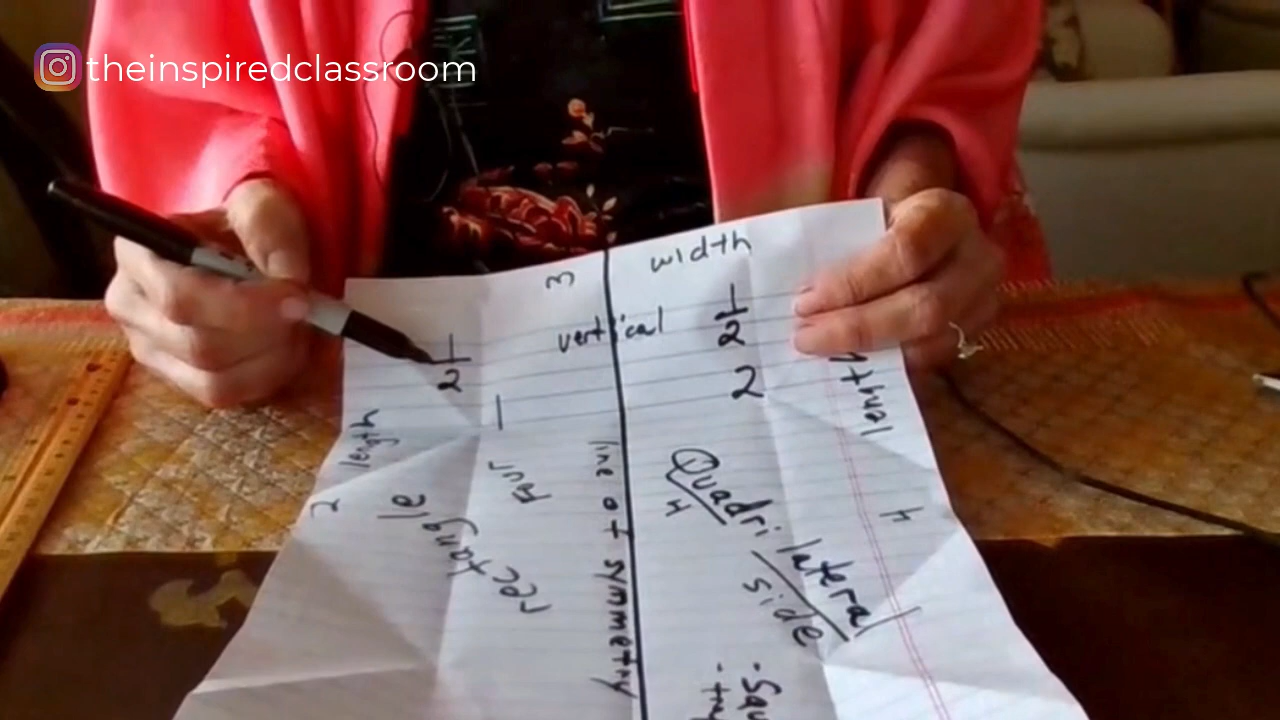 theinspiredclassroom
3
width
vertical
1
2
1
2
2
length
2
4
four
rectangle
line of symmetry
Quadrilateral
4
side